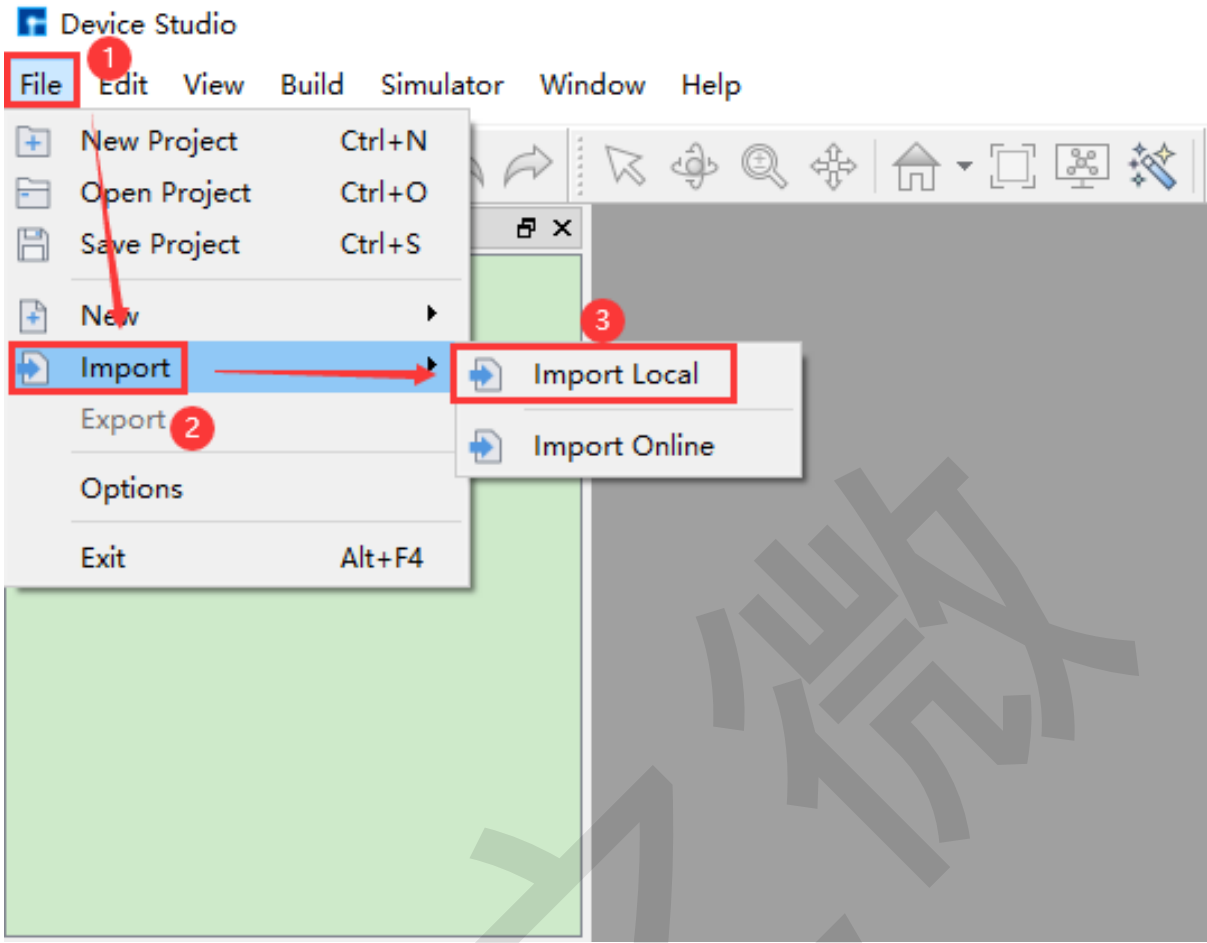 Device Studio
1
File Edit View Build Simulator Window Help
New Project Ctrl+N
Open Project Ctrl+O
Save Project Ctrl+S
New
3
Import
Import Local
Export
2
Import Online
Options
Exit Alt+F4
微